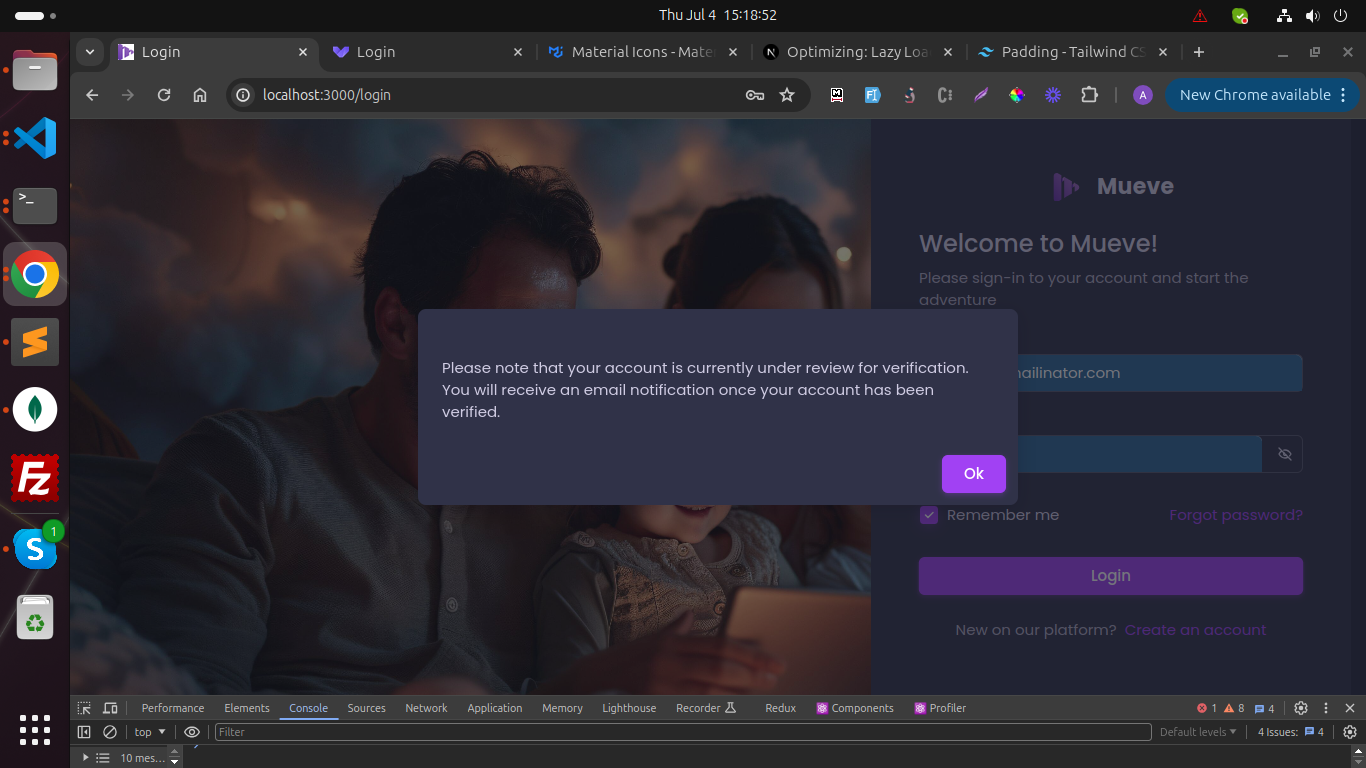 Thu Jul 4 15:18:52
Login
Login
Material Icons - Mate
Optimizing: Lazy Loa
Padding - Tailwind CS
localhost:3000/login
A
New Chrome available
Mueve
Welcome to Mueve!
Please sign-in to your account and start the
adventure
Please note that your account is currently under review for verification.
You will receive an email notification once your account has been
verified.
Ok
nailinator.com
Remember me
Forgot password?
Login
New on our platform? Create an account
1
Performance
Elements
Console
Sources
Network
Application
Memory
Lighthouse
Recorder
Redux
Components
Profiler
1
8
4
top
Filter
Default levels
4 Issues:
4
10 mes...